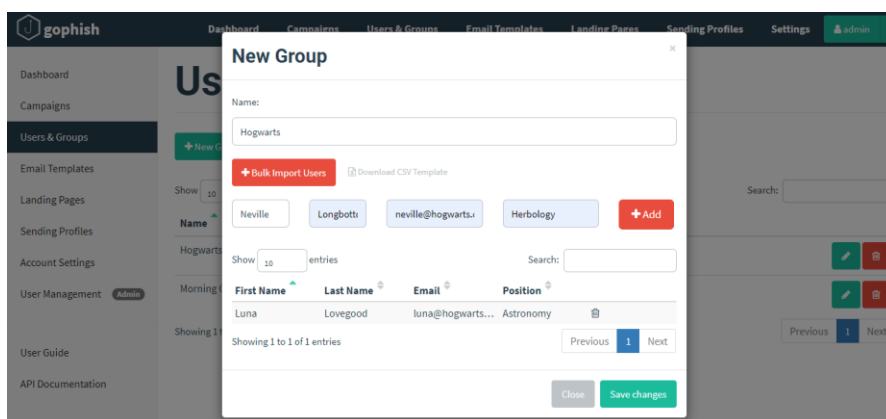 gophish
Dashboard Campaigns Users & Groups Email Templates Landing Pages Sending Profiles Settings admin
Dashboard
Campaigns
Users & Groups
Email Templates
Landing Pages
Sending Profiles
Account Settings
User Management Admin
User Guide
API Documentation
Us
New G
Show 10
Search:
Name
Hogwarts
Morning
Showing 1 t
Previous 1 Next
New Group
×
Name:
Hogwarts
Bulk Import Users Download CSV Template
Neville Longbott neville@hogwarts. Herbology Add
Show 10 entries Search:
First Name Last Name Email Position
Luna Lovegood luna@hogwarts... Astronomy
Showing 1 to 1 of 1 entries Previous 1 Next
Close Save changes